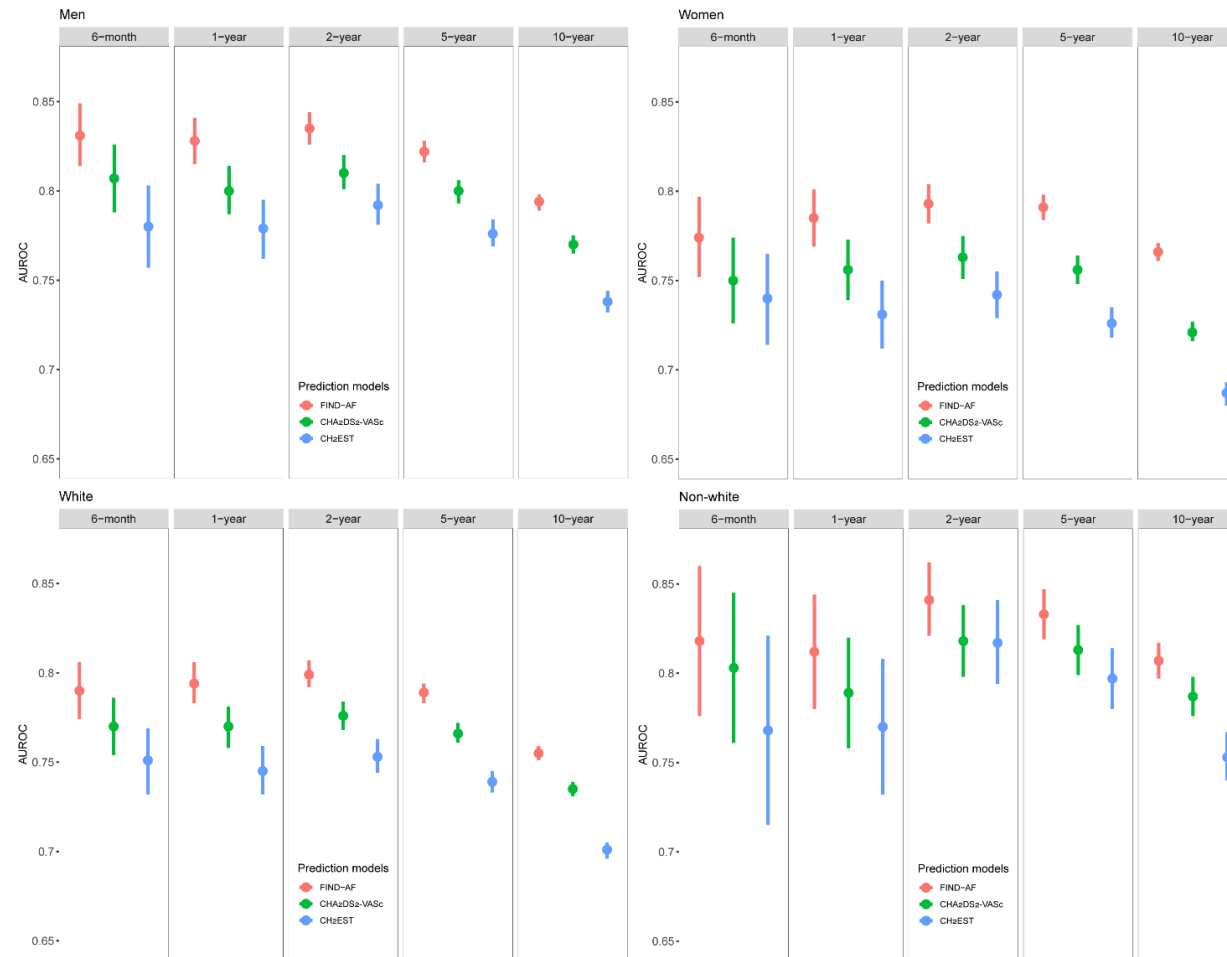 Men
6−month 1−year 2−year 5−year 10−year
0.85
0.8
0.75
0.7
0.65
AUROC
Prediction models
FIND−AF
CHA2DS2-VASc
CH2EST
Women
6−month 1−year 2−year 5−year 10−year
0.85
0.8
0.75
0.7
0.65
AUROC
Prediction models
FIND−AF
CHA2DS2-VASc
CH2EST
White
6−month 1−year 2−year 5−year 10−year
0.85
0.8
0.75
0.7
0.65
AUROC
Prediction models
FIND−AF
CHA2DS2-VASc
CH2EST
Non-white
6−month 1−year 2−year 5−year 10−year
0.85
0.8
0.75
0.7
0.65
AUROC
Prediction models
FIND−AF
CHA2DS2-VASc
CH2EST